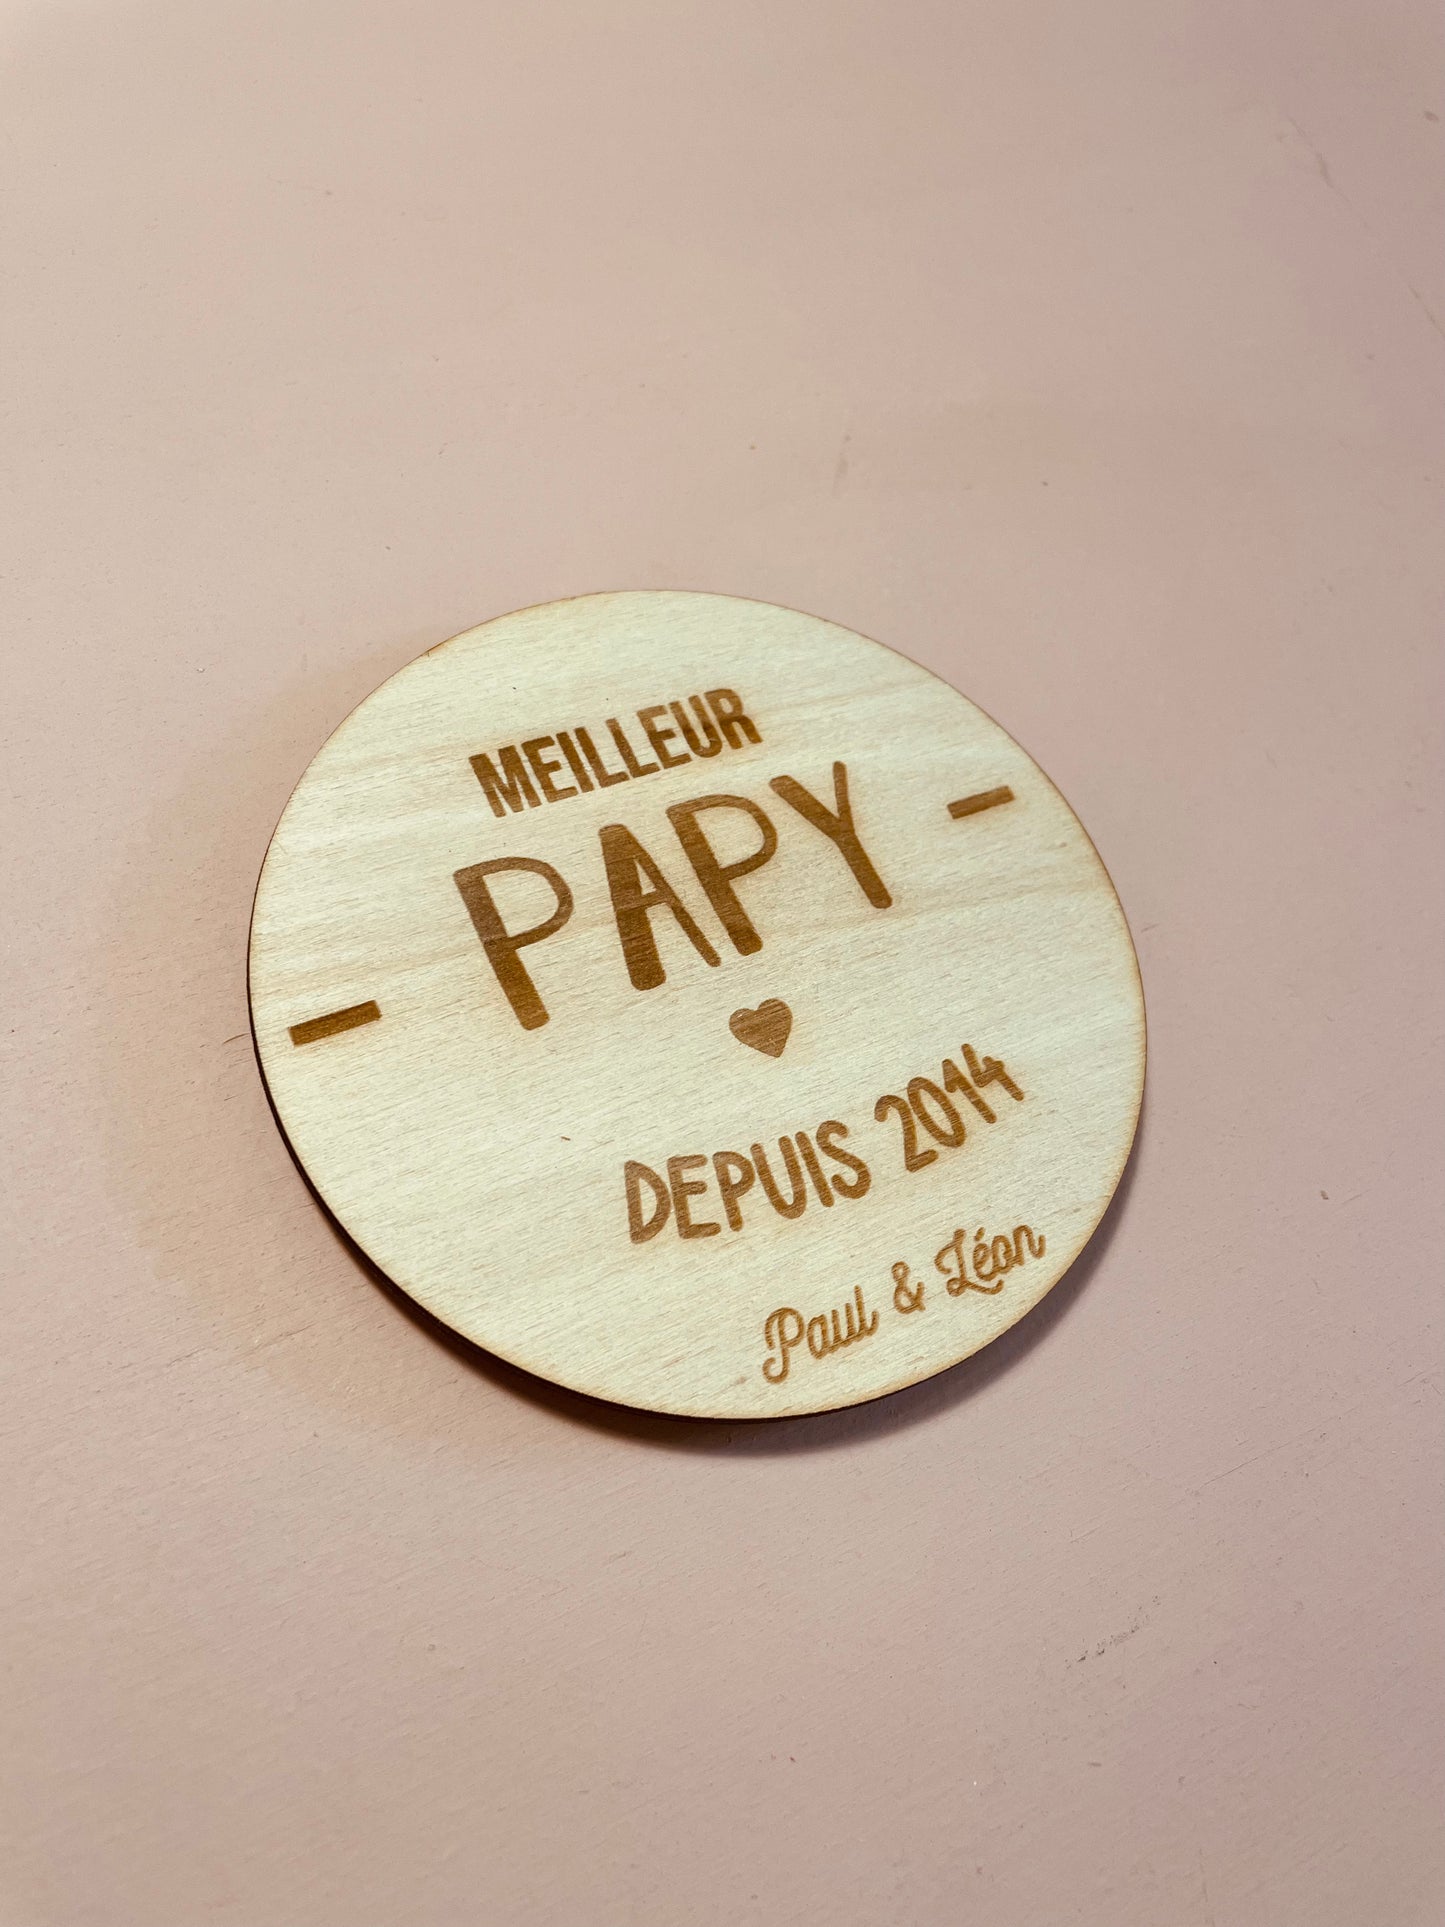 MEILLEUR
- PAPY -
DEPUIS 2014
Paul & Léon